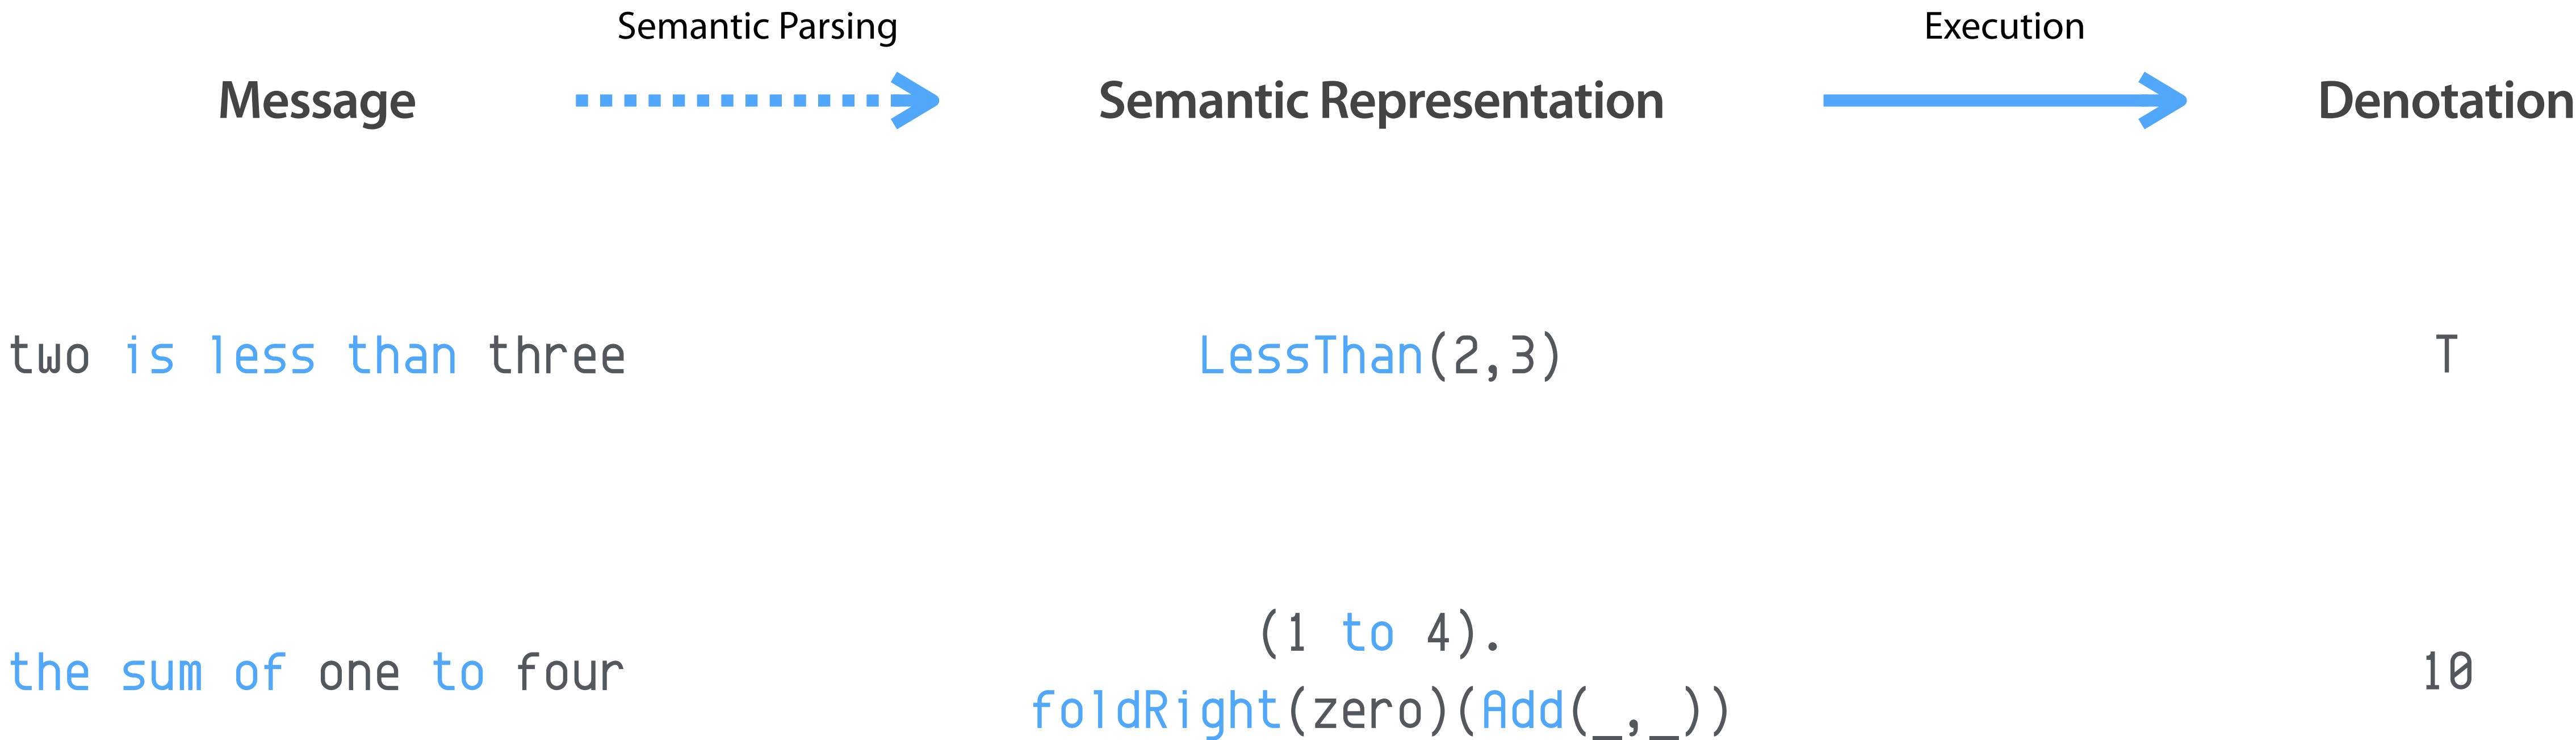 Semantic Parsing
Execution
Message
Semantic Representation
Denotation
two is less than three
LessThan(2,3)
T
the sum of one to four
(1 to 4).
foldRight(zero)(Add(_,_))
10